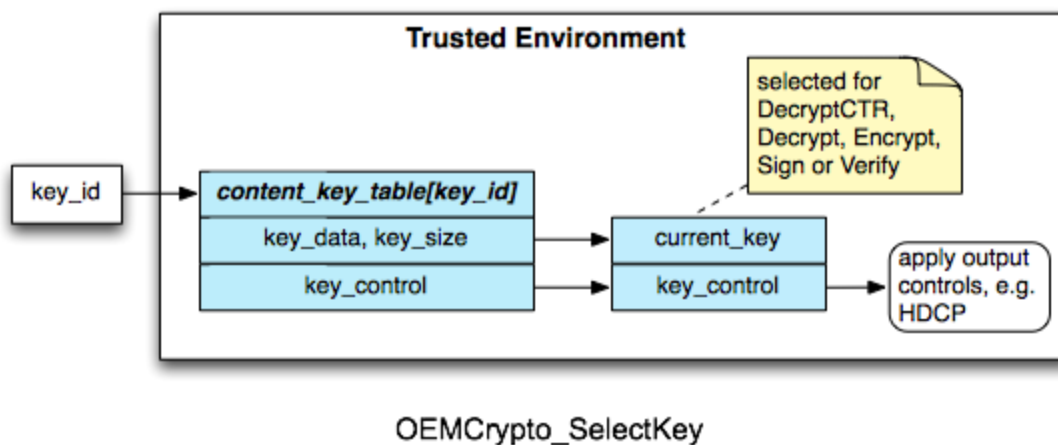 Trusted Environment
selected for
DecryptCTR,
Decrypt, Encrypt,
Sign or Verify
key_id
content_key_table[key_id]
key_data, key_size
current_key
key_control
key_control
apply output
controls, e.g.
HDCP
OEMCrypto_SelectKey